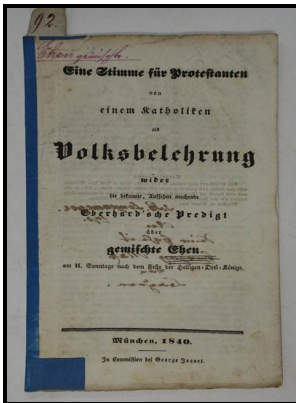 92.
Ehen gemischte.
Eine Stimme für Protestanten
von
einem Katholiken
als
Volksbelehrung
wider
die bekannte, Aufsehen machende
Eberhard'sche Predigt
über
gemischte Ehen
am II. Sonntage nach dem Feste der Heiligen-Drei-Könige.
München, 1840.
In Commission bei George Jaquet.